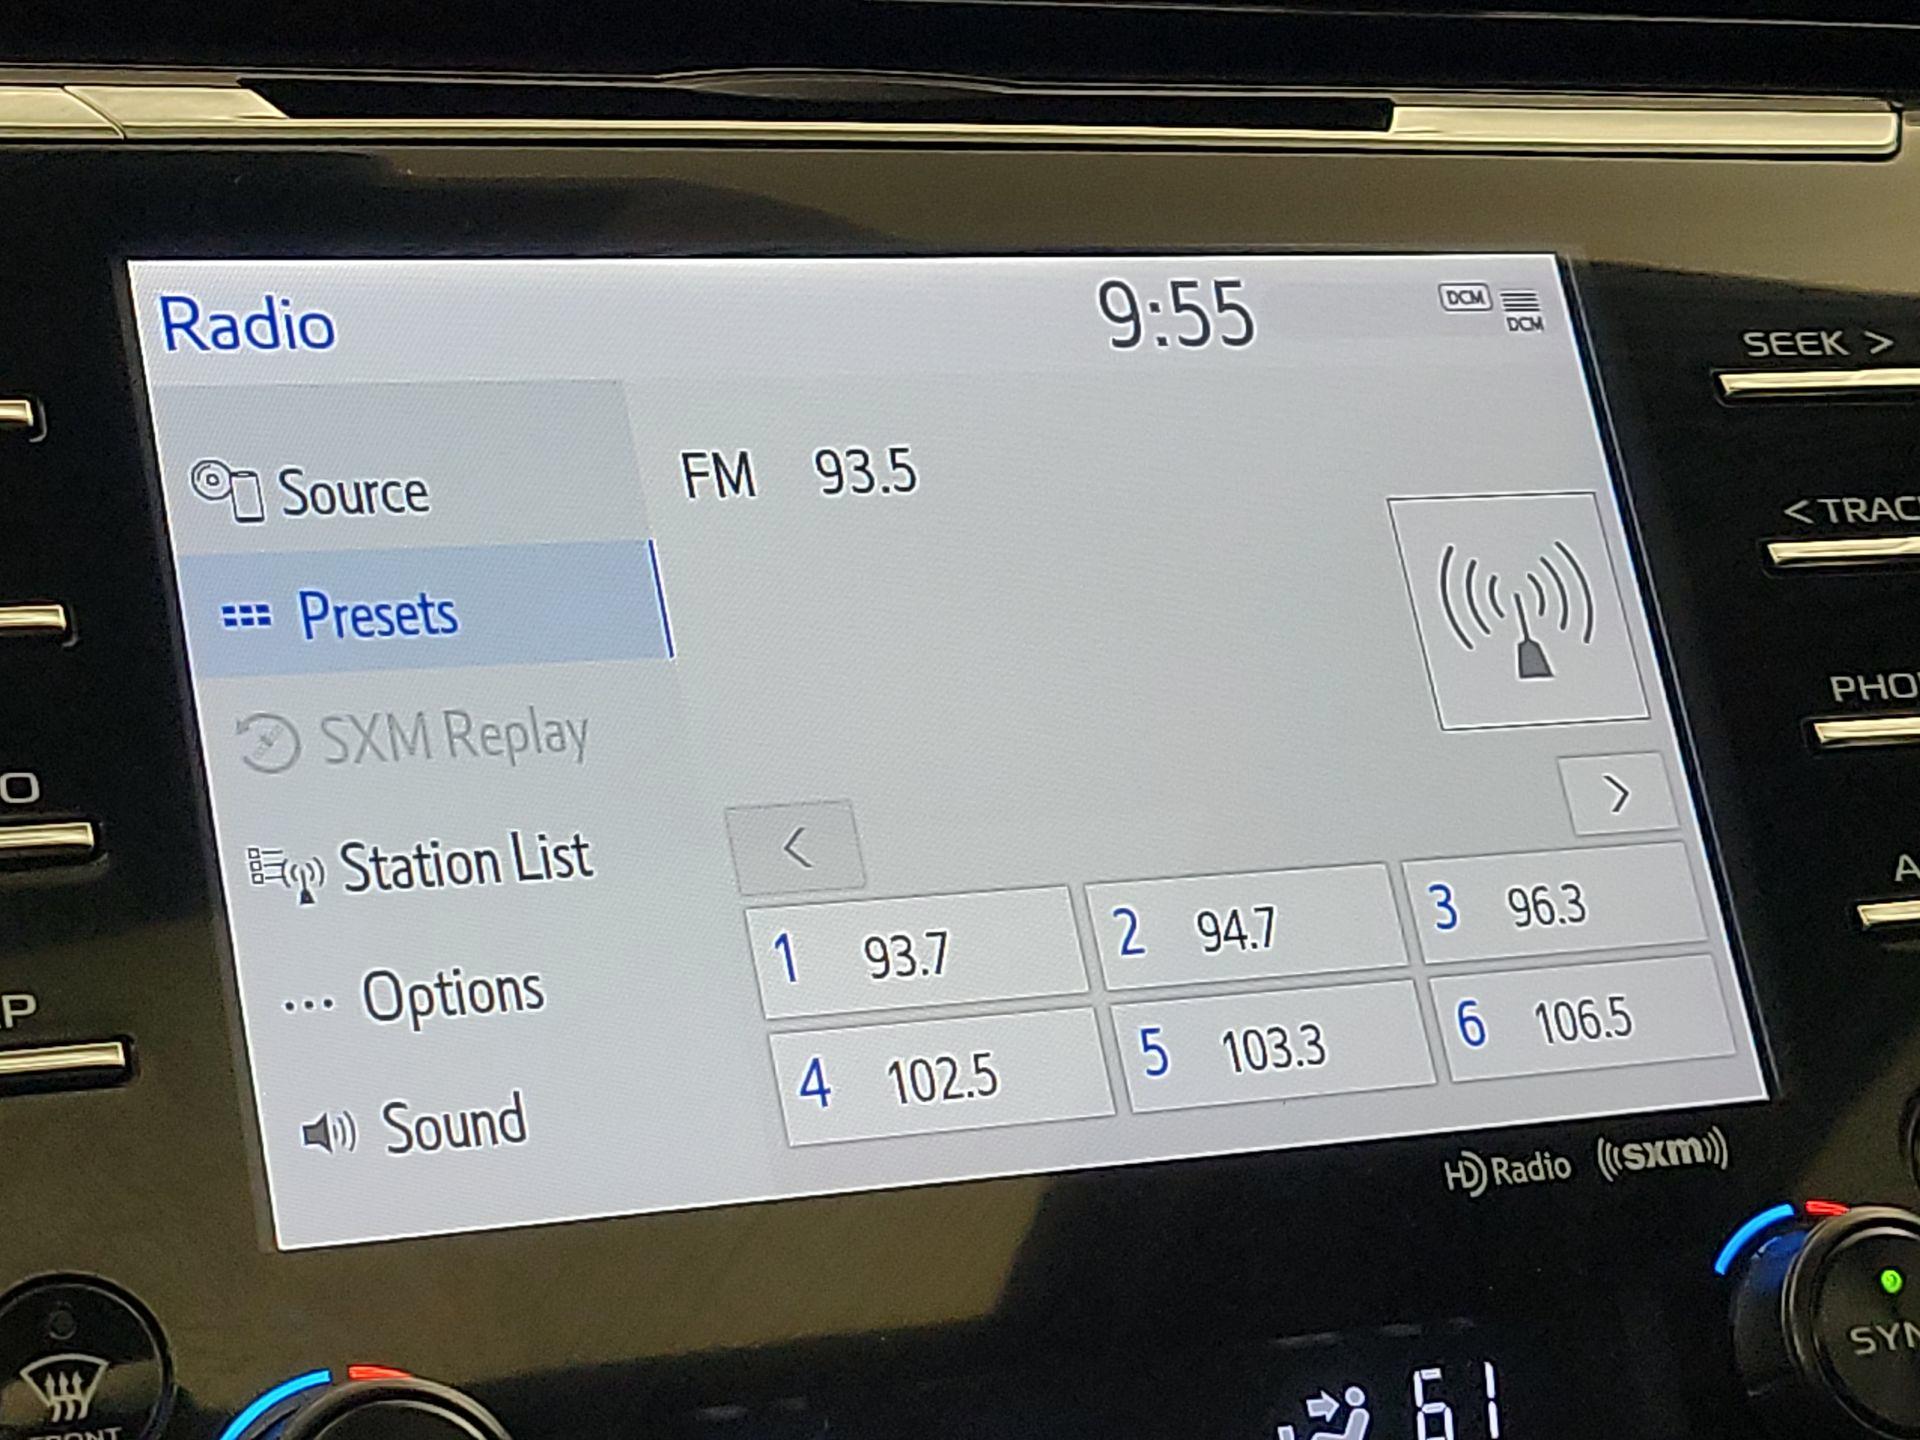 Radio
9:55
DCM
DCM
Source
Presets
SXM Replay
Station List
... Options
Sound
FM 93.5
<
>
1 93.7
2 94.7
3 96.3
4 102.5
5 103.3
6 106.5
HD Radio
((sxm))
SEEK >
< TRAC
PHO
A
O
P
FRONT
61
SYN